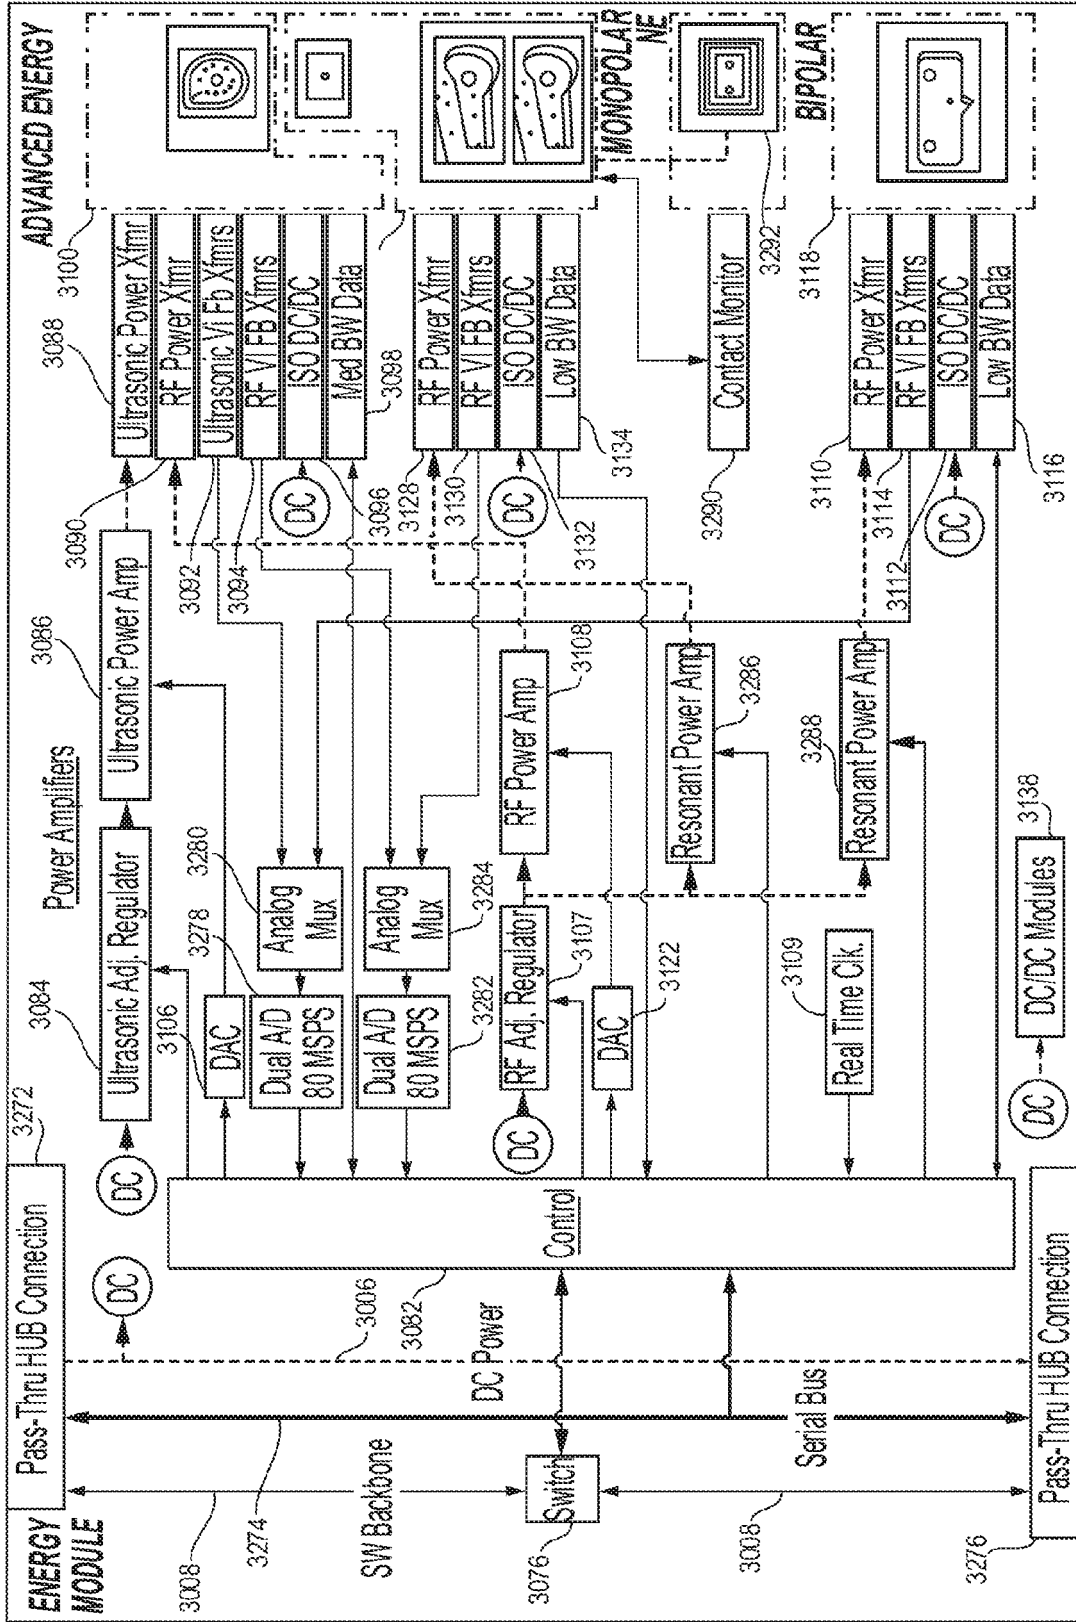 ENERGY
MODULE
Pass-Thru HUB Connection
3272
3008
3274
SW Backbone
DC Power
3006
3082
Switch
3076
3008
Serial Bus
3276
Pass-Thru HUB Connection
DC
DC
Control
Power Amplifiers
3084
Ultrasonic Adj. Regulator
3086
Ultrasonic Power Amp
3106
DAC
3278
Dual A/D
80 MSPS
3280
Analog
Mux
3282
Dual A/D
80 MSPS
3284
Analog
Mux
DC
RF Adj. Regulator
3107
RF Power Amp
3108
DAC
3122
Resonant Power Amp
3286
3288
Resonant Power Amp
3109
Real Time Clk.
DC
DC/DC Modules
3138
ADVANCED ENERGY
3100
3088
Ultrasonic Power Xfmr
RF Power Xfmr
Ultrasonic Vi Fb Xfmrs
RF VI FB Xfmrs
ISO DC/DC
Med BW Data
3090
3092
3094
DC
3096
3098
3128
3130
DC
3132
3134
RF Power Xfmr
RF VI FB Xfmrs
ISO DC/DC
Low BW Data
MONOPOLAR
NE
3290
Contact Monitor
3292
BIPOLAR
3118
3110
3114
3112
DC
3116
RF Power Xfmr
RF VI FB Xfmrs
ISO DC/DC
Low BW Data